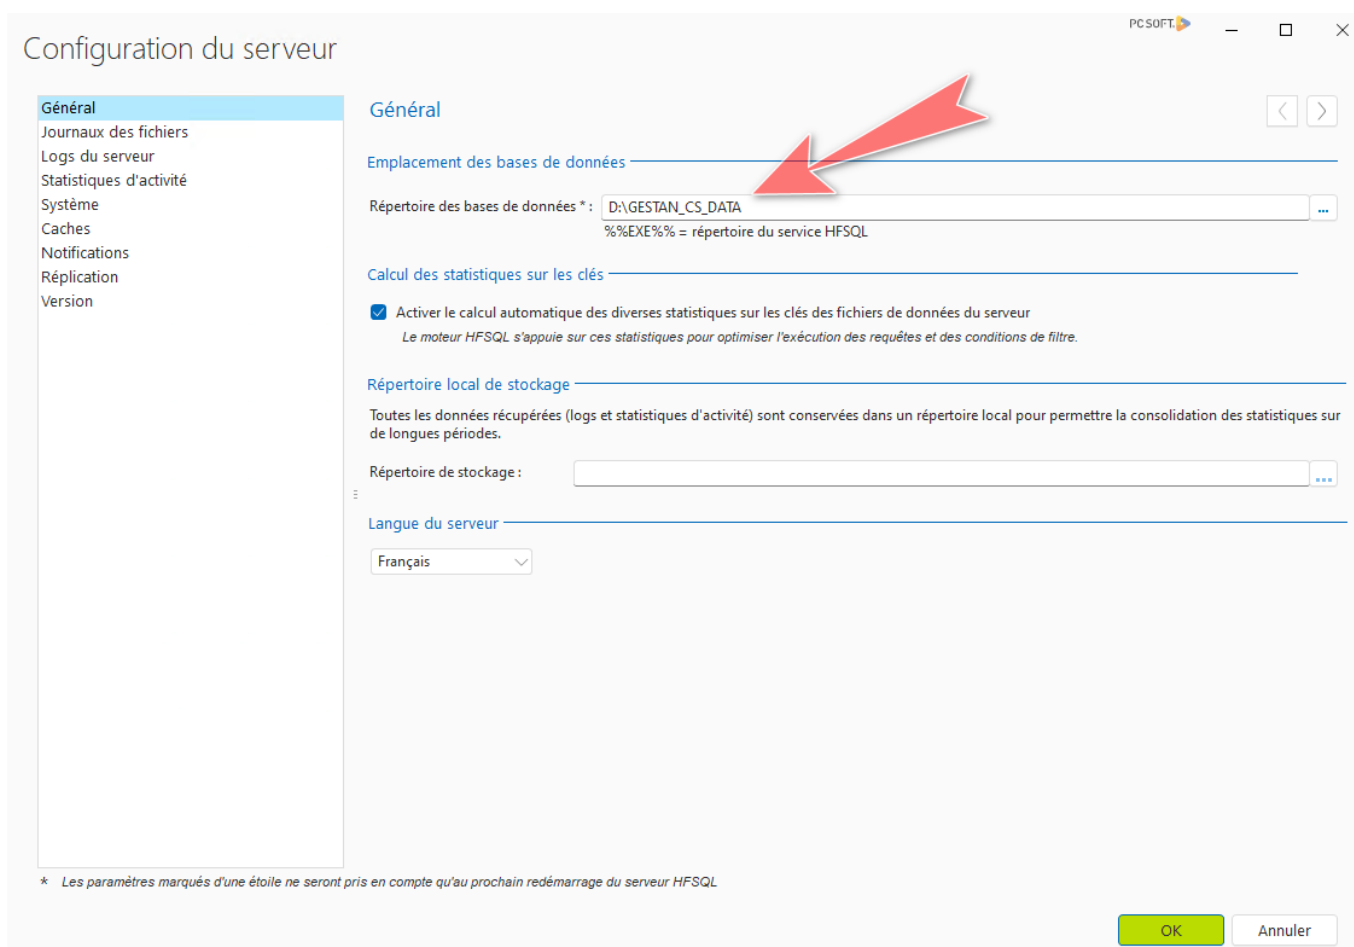 PC SOFT
Configuration du serveur
Général
Journaux des fichiers
Logs du serveur
Statistiques d'activité
Système
Caches
Notifications
Réplication
Version
Général
Emplacement des bases de données
Répertoire des bases de données * : D:\GESTAN_CS_DATA ...
%%EXE%% = répertoire du service HFSQL
Calcul des statistiques sur les clés
Activer le calcul automatique des diverses statistiques sur les clés des fichiers de données du serveur
Le moteur HFSQL s'appuie sur ces statistiques pour optimiser l'exécution des requêtes et des conditions de filtre.
Répertoire local de stockage
Toutes les données récupérées (logs et statistiques d'activité) sont conservées dans un répertoire local pour permettre la consolidation des statistiques sur
de longues périodes.
Répertoire de stockage : ...
Langue du serveur
Français
* Les paramètres marqués d'une étoile ne seront pris en compte qu'au prochain redémarrage du serveur HFSQL
OK Annuler